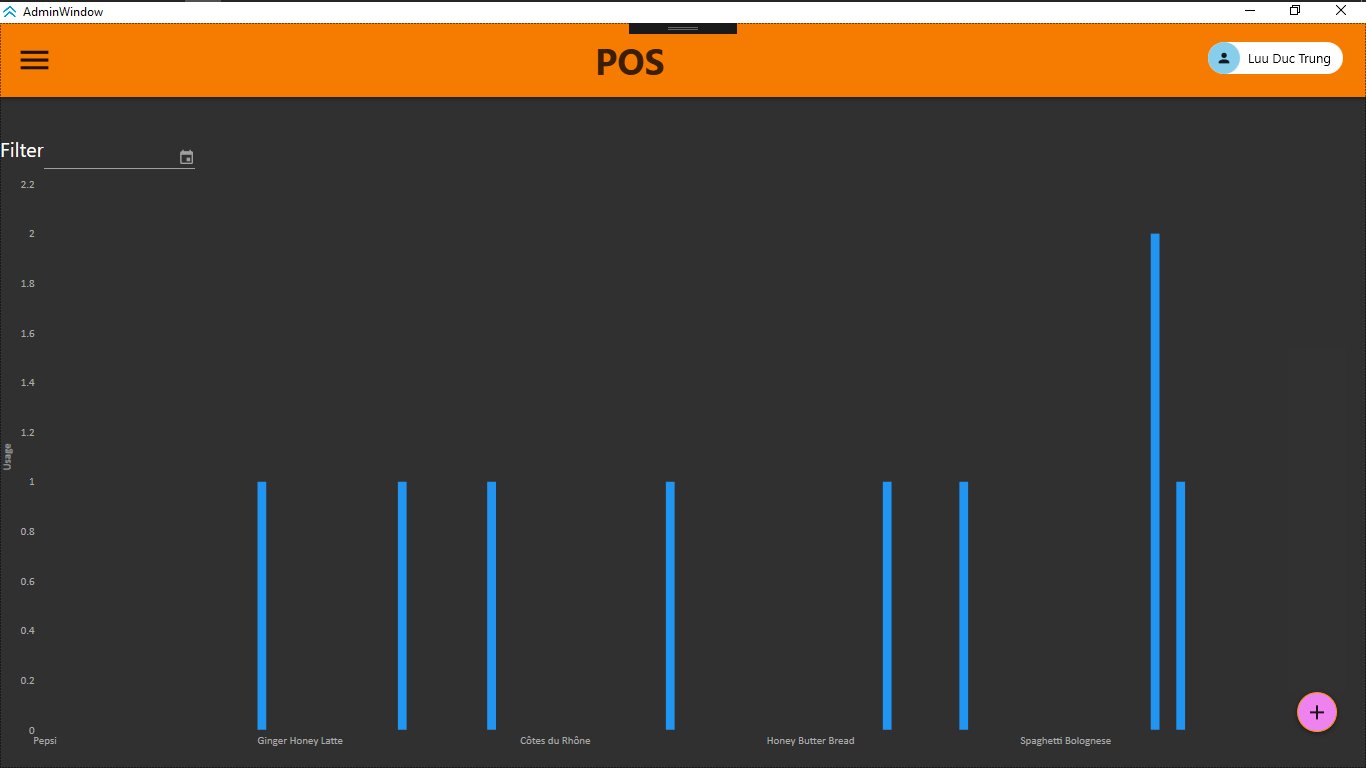 AdminWindow
POS
Luu Duc Trung
Filter
2.2
2
1.8
1.6
1.4
1.2
Usage
1
0.8
0.6
0.4
0.2
0
Pepsi Ginger Honey Latte Côtes du Rhône Honey Butter Bread Spaghetti Bolognese